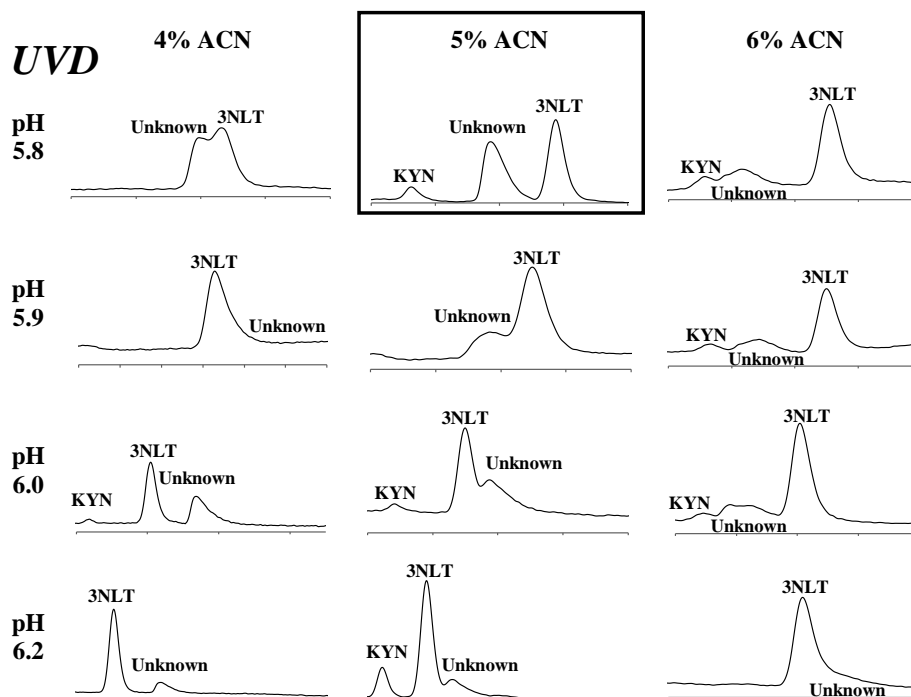 UVD
4% ACN
5% ACN
6% ACN
pH
5.8
Unknown
3NLT
KYN
Unknown
3NLT
KYN
Unknown
3NLT
pH
5.9
3NLT
Unknown
Unknown
3NLT
KYN
Unknown
3NLT
pH
6.0
KYN
3NLT
Unknown
KYN
3NLT
Unknown
KYN
Unknown
3NLT
pH
6.2
3NLT
Unknown
KYN
3NLT
Unknown
3NLT
Unknown